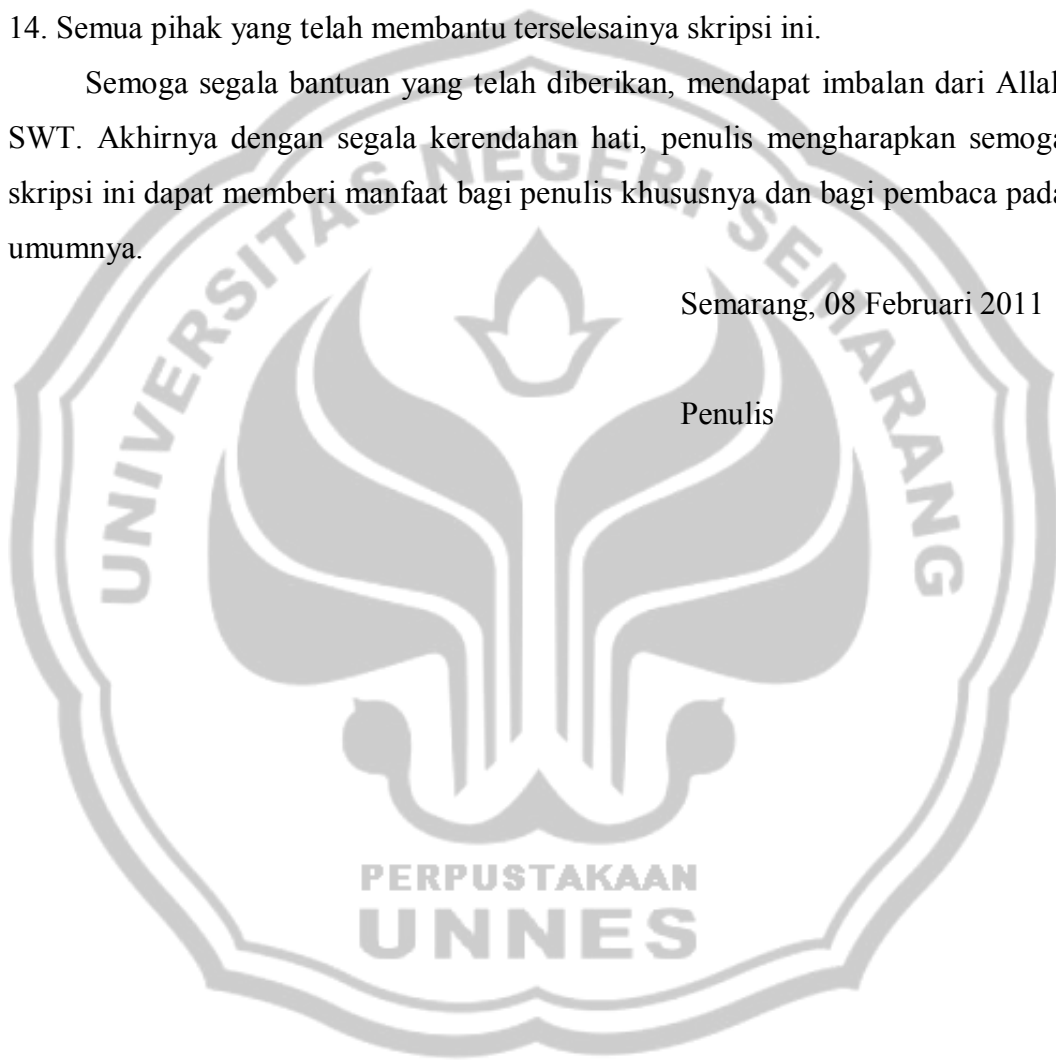 14. Semua pihak yang telah membantu terselesainya skripsi ini.
Semoga segala bantuan yang telah diberikan, mendapat imbalan dari Allah
SWT. Akhirnya dengan segala kerendahan hati, penulis mengharapkan semoga
skripsi ini dapat memberi manfaat bagi penulis khususnya dan bagi pembaca pada
umumnya.
Semarang, 08 Februari 2011
Penulis
UNIVERSITAS NEGERI SEMARANG
PERPUSTAKAAN
UNNES